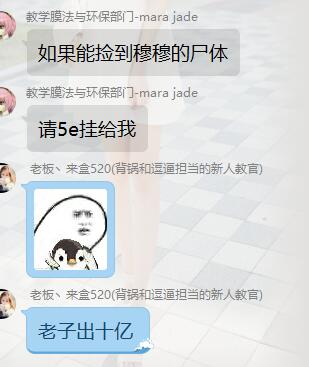 教学膜法与环保部门-mara jade
如果能捡到穆穆的尸体
教学膜法与环保部门-mara jade
请5e挂给我
老板丶来盒520(背锅和逗逼担当的新人教官)
老板丶来盒520(背锅和逗逼担当的新人教官)
老子出十亿